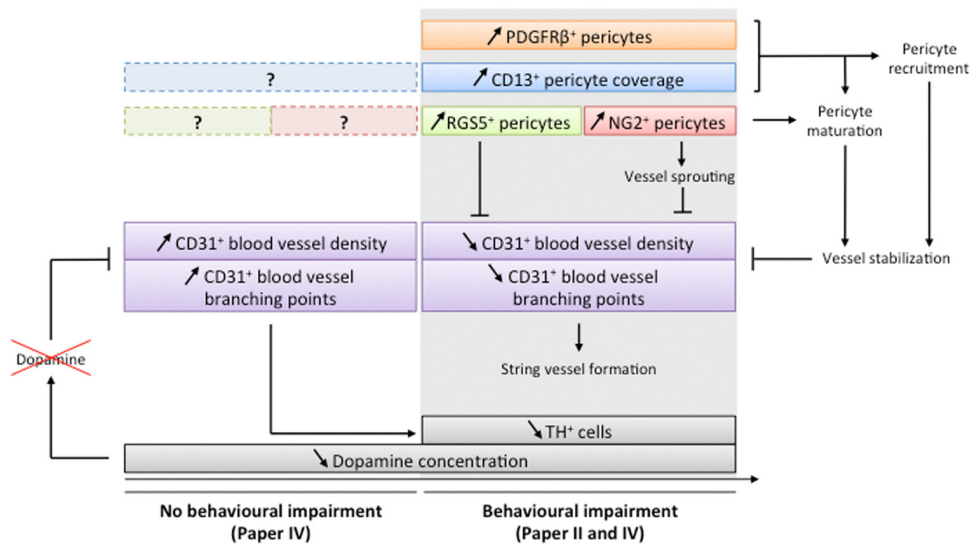 ↗ PDGFRβ⁺ pericytes
Pericyte
recruitment
?
↗ CD13⁺ pericyte coverage
?
?
↗ RGS5⁺ pericytes
↗ NG2⁺ pericytes
Pericyte
maturation
Vessel sprouting
↗ CD31⁺ blood vessel density
↘ CD31⁺ blood vessel density
Vessel stabilization
↗ CD31⁺ blood vessel
branching points
↘ CD31⁺ blood vessel
branching points
Dopamine
String vessel formation
↘ TH⁺ cells
↘ Dopamine concentration
No behavioural impairment
(Paper IV)
Behavioural impairment
(Paper II and IV)